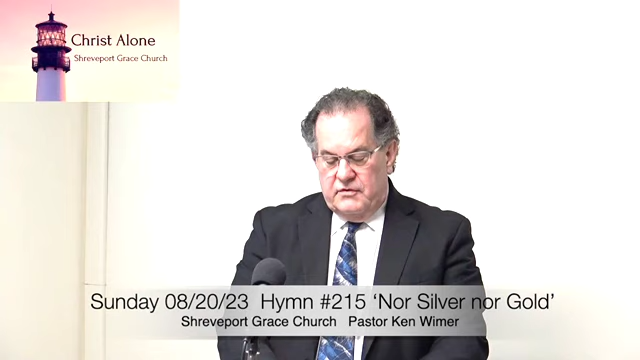 Christ Alone
Shreveport Grace Church
Sunday 08/20/23 Hymn #215 ‘Nor Silver nor Gold’
Shreveport Grace Church Pastor Ken Wimer